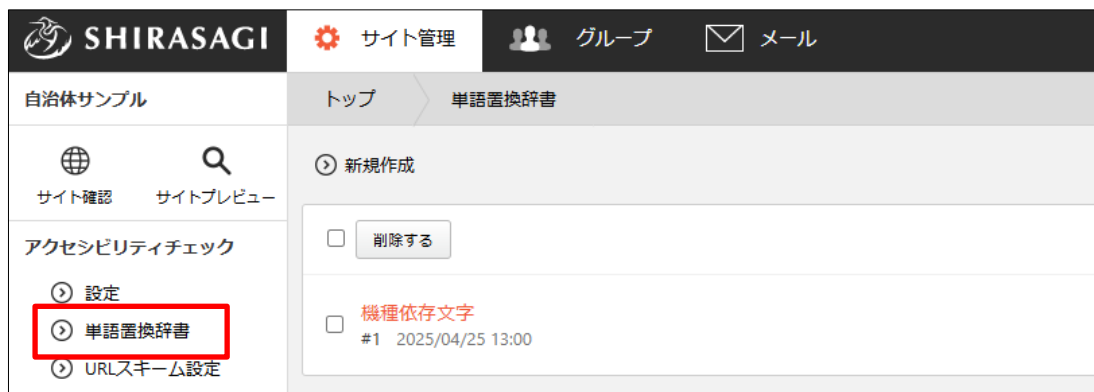 SHIRASAGI
サイト管理
グループ
メール
自治体サンプル
トップ
単語置換辞書
サイト確認
サイトプレビュー
新規作成
アクセシビリティチェック
設定
単語置換辞書
URLスキーム設定
削除する
機種依存文字
#1 2025/04/25 13:00